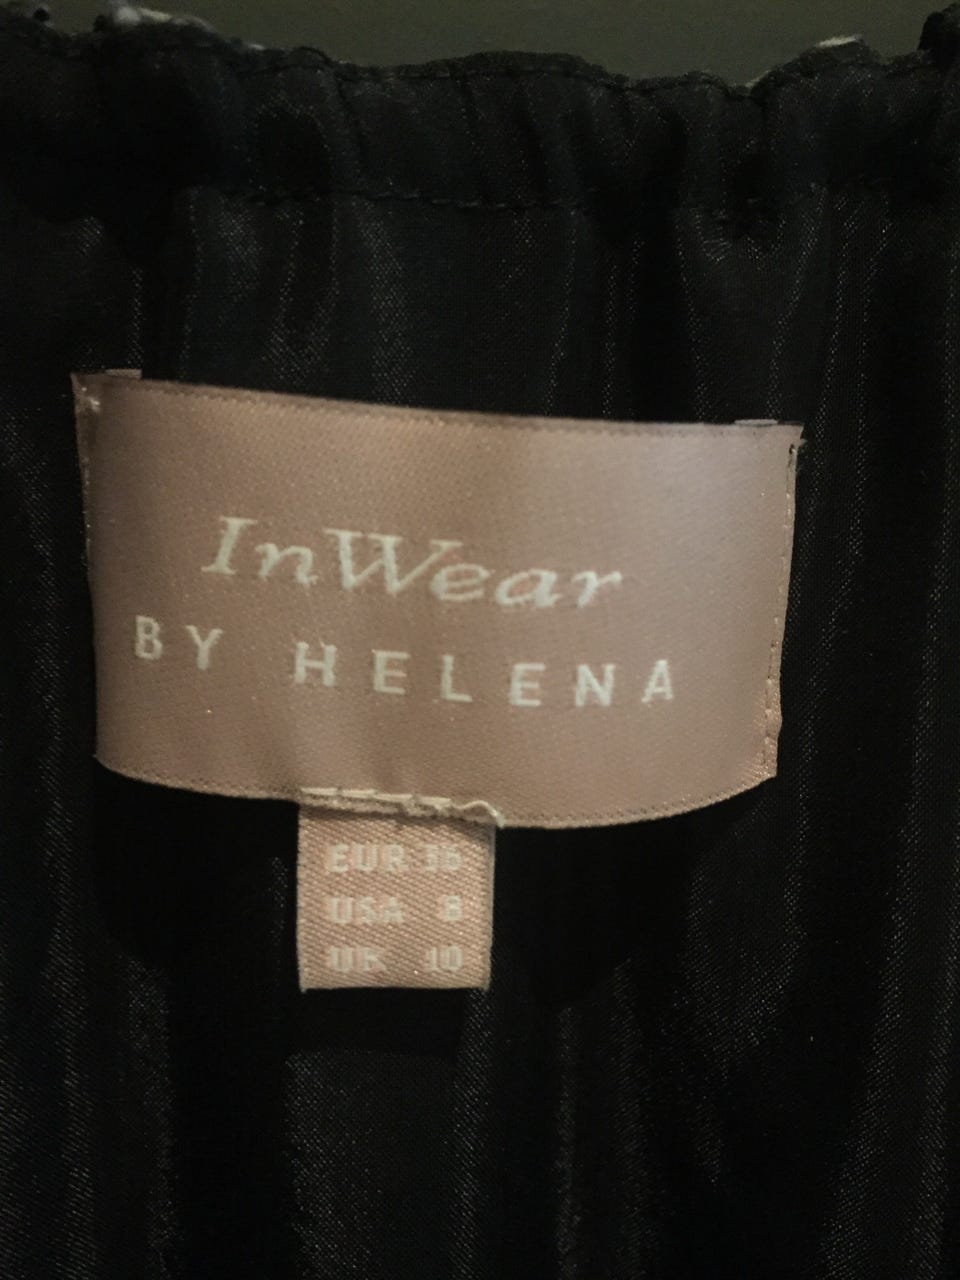 InWear
BY HELENA
EUR 36
USA 8
UK 10